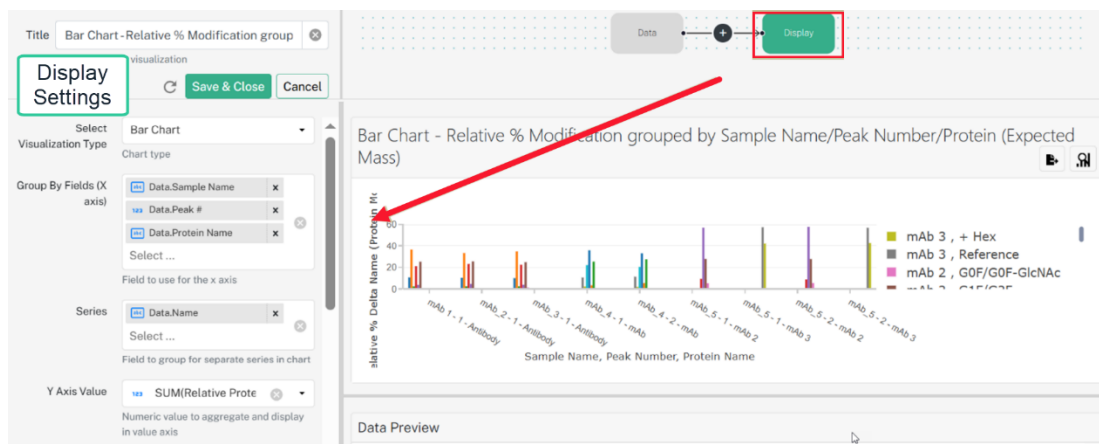 Title
Bar Chart - Relative % Modification group
visualization
Display
Settings
Save & Close
Cancel
Data
Display
Select
Visualization Type
Bar Chart
Chart type
Group By Fields (X
axis)
Data.Sample Name
x
123
Data.Peak #
x
Data.Protein Name
x
Select ...
Field to use for the x axis
Series
Data.Name
x
Select...
Field to group for separate series in chart
Y Axis Value
123
SUM(Relative Prote
Numeric value to aggregate and display
in value axis
Bar Chart - Relative % Modification grouped by Sample Name/Peak Number/Protein (Expected
Mass)
elative % Delta Name (Protein Mo
60
40
20
0
mAb 1 - 1 - Antibody
mAb_2 - 1 - Antibody
mAb_3 - 1 - Antibody
mAb_4 - 1 - mAb
mAb_4 - 2 - mAb
mAb_5 - 1 - mAb 2
mAb_5 - 1 - mAb 3
mAb_5 - 2 - mAb 2
mAb_5 - 2 - mAb 3
Sample Name, Peak Number, Protein Name
mAb 3 , + Hex
mAb 3 , Reference
mAb 2 , G0F/G0F-GlcNAc
Data Preview